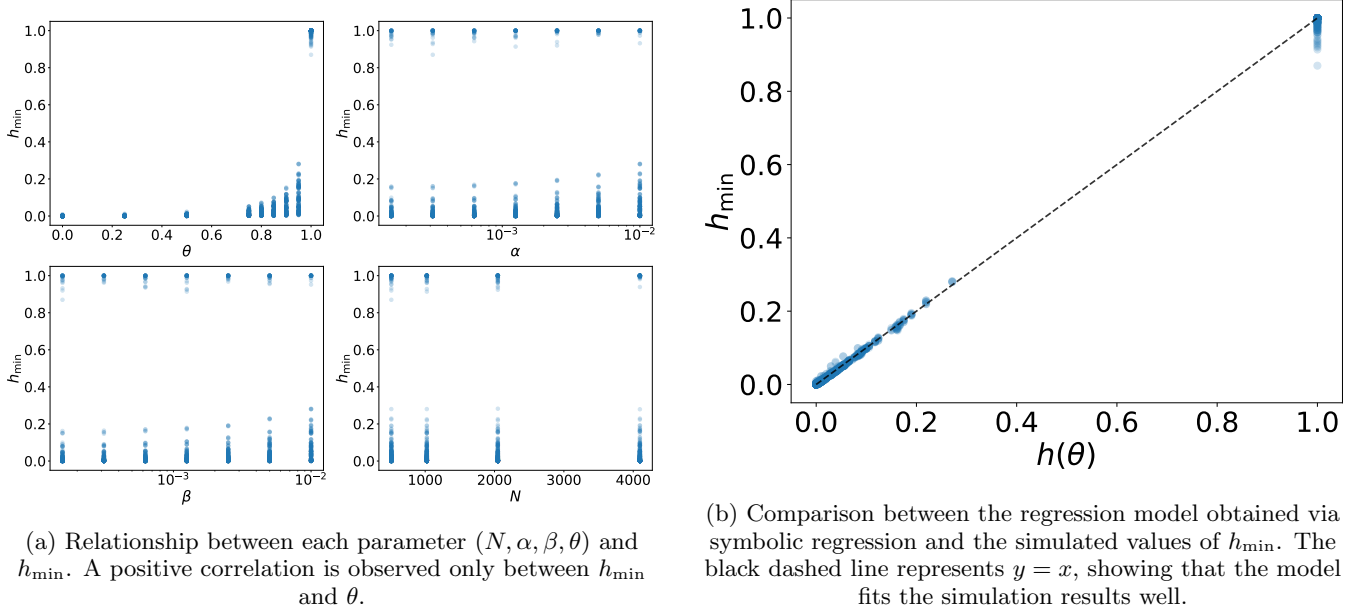 1.0
0.8
0.6
0.4
0.2
0.0
h_min
0.0 0.2 0.4 0.6 0.8 1.0
θ
1.0
0.8
0.6
0.4
0.2
0.0
h_min
10⁻³ 10⁻²
α
1.0
0.8
0.6
0.4
0.2
0.0
h_min
10⁻³ 10⁻²
β
1.0
0.8
0.6
0.4
0.2
0.0
h_min
1000 2000 3000 4000
N
(a) Relationship between each parameter (N, α, β, θ) and
h_min. A positive correlation is observed only between h_min
and θ.
1.0
0.8
0.6
0.4
0.2
0.0
h_min
0.0 0.2 0.4 0.6 0.8 1.0
h(θ)
(b) Comparison between the regression model obtained via
symbolic regression and the simulated values of h_min. The
black dashed line represents y = x, showing that the model
fits the simulation results well.